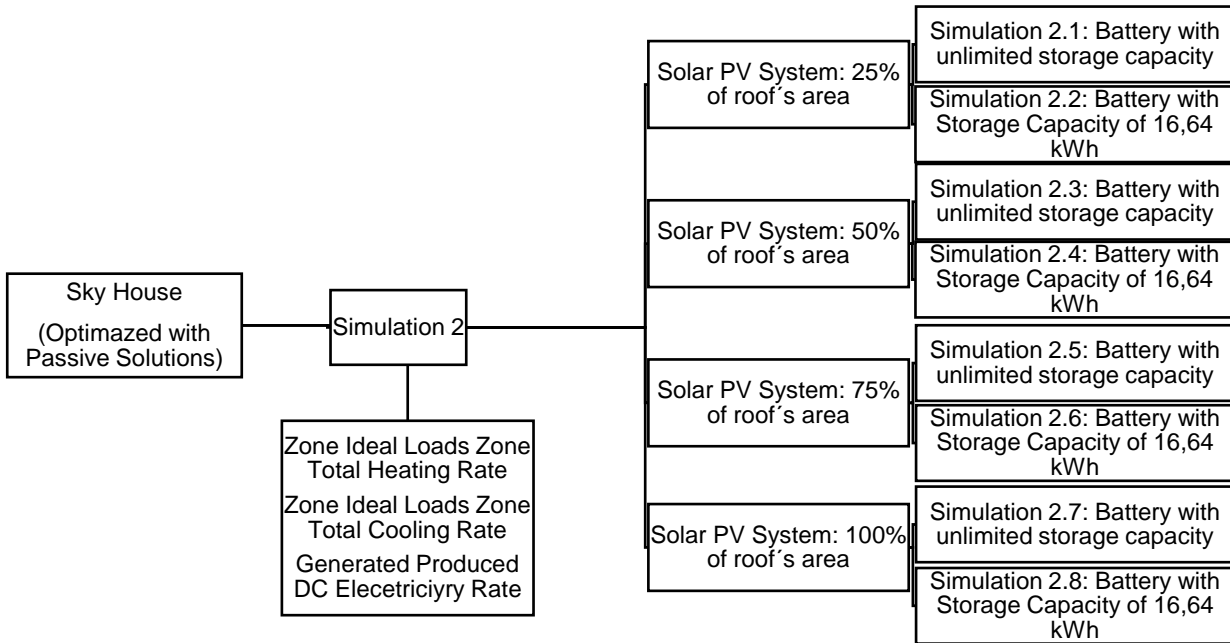 Sky House
(Optimazed with
Passive Solutions)
Simulation 2
Zone Ideal Loads Zone
Total Heating Rate
Zone Ideal Loads Zone
Total Cooling Rate
Generated Produced
DC Elecetriciyry Rate
Solar PV System: 25%
of roof´s area
Simulation 2.1: Battery with
unlimited storage capacity
Simulation 2.2: Battery with
Storage Capacity of 16,64
kWh
Solar PV System: 50%
of roof´s area
Simulation 2.3: Battery with
unlimited storage capacity
Simulation 2.4: Battery with
Storage Capacity of 16,64
kWh
Solar PV System: 75%
of roof´s area
Simulation 2.5: Battery with
unlimited storage capacity
Simulation 2.6: Battery with
Storage Capacity of 16,64
kWh
Solar PV System: 100%
of roof´s area
Simulation 2.7: Battery with
unlimited storage capacity
Simulation 2.8: Battery with
Storage Capacity of 16,64
kWh